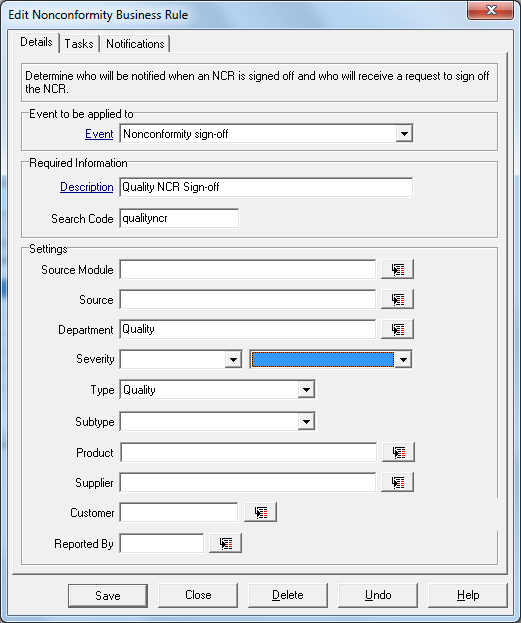 Edit Nonconformity Business Rule
Details Tasks Notifications
Determine who will be notified when an NCR is signed off and who will receive a request to sign off
the NCR.
Event to be applied to
Event Nonconformity sign-off
Required Information
Description Quality NCR Sign-off
Search Code qualityncr
Settings
Source Module
Source
Department Quality
Severity
Type Quality
Subtype
Product
Supplier
Customer
Reported By
Save Close Delete Undo Help